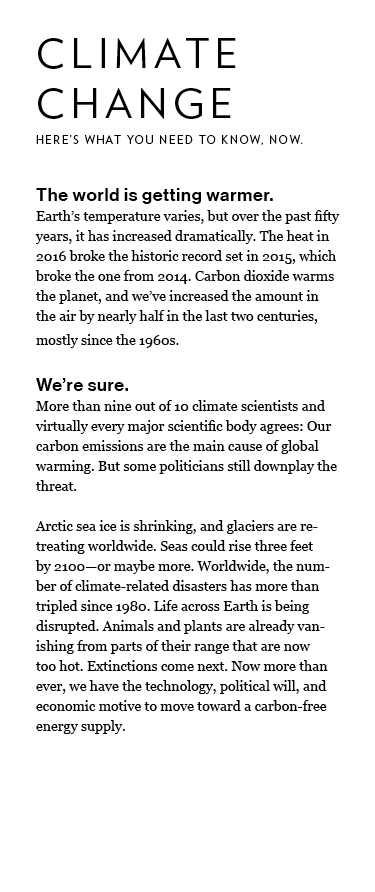 CLIMATE
CHANGE
HERE'S WHAT YOU NEED TO KNOW, NOW.
The world is getting warmer.
Earth's temperature varies, but over the past fifty
years, it has increased dramatically. The heat in
2016 broke the historic record set in 2015, which
broke the one from 2014. Carbon dioxide warms
the planet, and we've increased the amount in
the air by nearly half in the last two centuries,
mostly since the 1960s.
We're sure.
More than nine out of 10 climate scientists and
virtually every major scientific body agrees: Our
carbon emissions are the main cause of global
warming. But some politicians still downplay the
threat.
Arctic sea ice is shrinking, and glaciers are re-
treating worldwide. Seas could rise three feet
by 2100—or maybe more. Worldwide, the num-
ber of climate-related disasters has more than
tripled since 1980. Life across Earth is being
disrupted. Animals and plants are already van-
ishing from parts of their range that are now
too hot. Extinctions come next. Now more than
ever, we have the technology, political will, and
economic motive to move toward a carbon-free
energy supply.